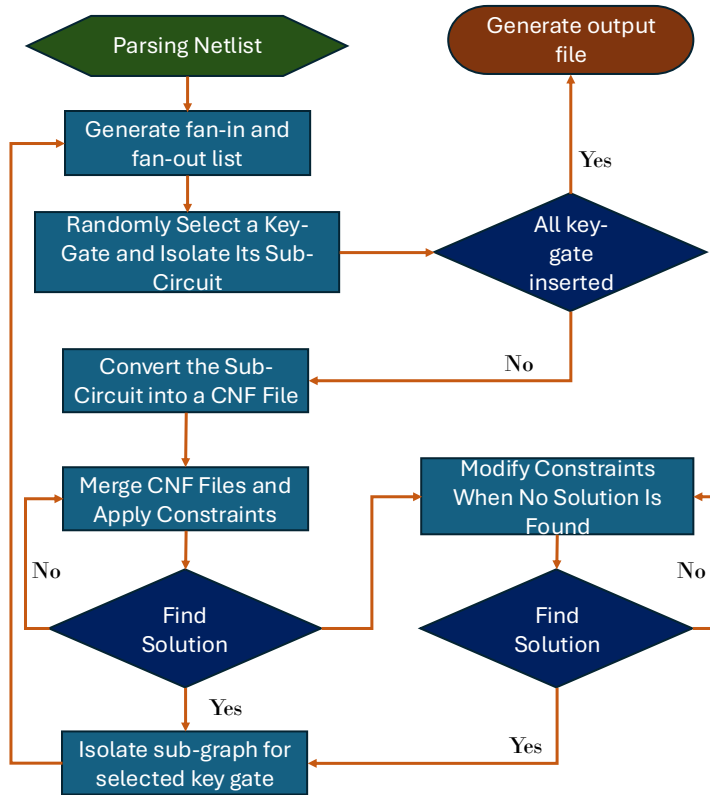 Parsing Netlist
Generate output
file
Generate fan-in and
fan-out list
Yes
Randomly Select a Key-
Gate and Isolate Its Sub-
Circuit
All key-
gate
inserted
No
Convert the Sub-
Circuit into a CNF File
Merge CNF Files and
Apply Constraints
Modify Constraints
When No Solution Is
Found
No
No
Find
Solution
Find
Solution
Yes
Yes
Isolate sub-graph for
selected key gate